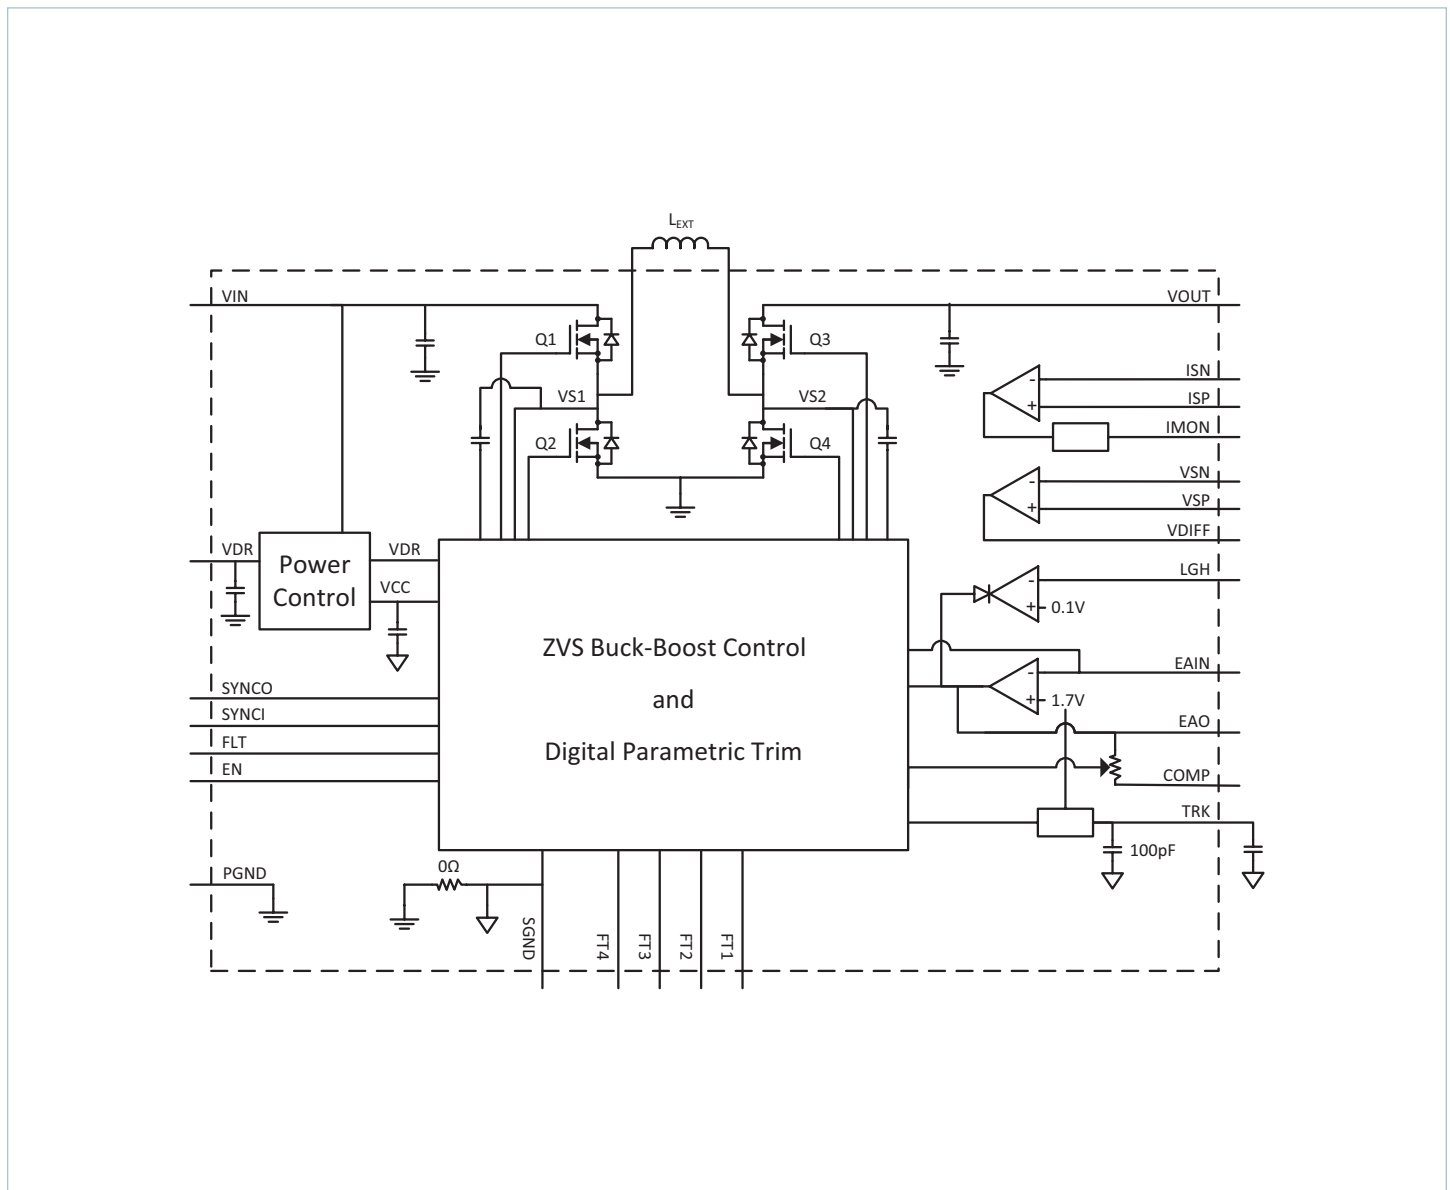 LEXT
VIN
VOUT
Q1
Q3
ISN
ISP
VS1
VS2
IMON
Q2
Q4
-
+
VSN
VSP
VDIFF
-
+
VDR
Power
Control
VDR
VCC
LGH
-
+
0.1V
ZVS Buck-Boost Control
and
Digital Parametric Trim
EAIN
-
+
1.7V
SYNCO
SYNCI
FLT
EN
EAO
COMP
TRK
100pF
PGND
0Ω
SGND
FT4
FT3
FT2
FT1